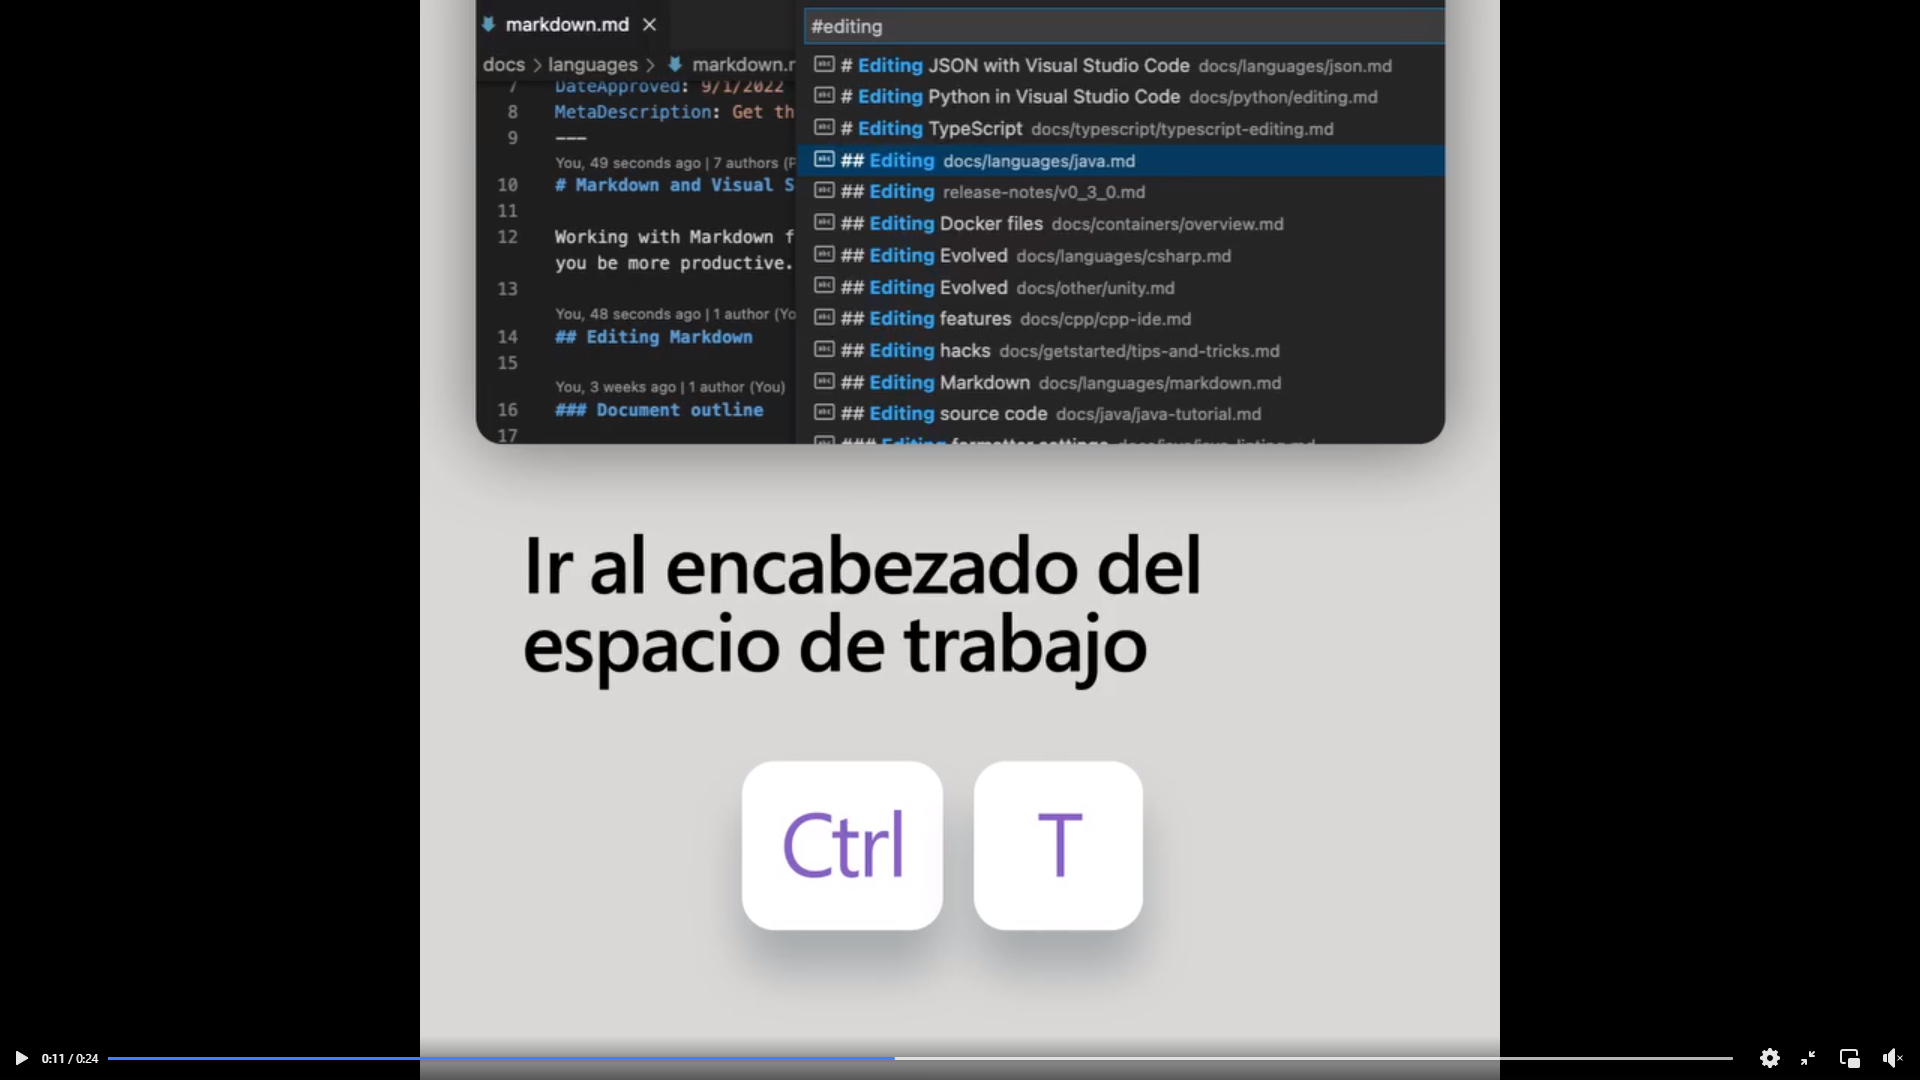 markdown.md
docs > languages > markdown.m
7 DateApproved: 9/1/2022
8 MetaDescription: Get th
9 ---
You, 49 seconds ago | 7 authors (P
10 # Markdown and Visual S
11
12 Working with Markdown f
you be more productive.
13
You, 48 seconds ago | 1 author (Yo
14 ## Editing Markdown
15
You, 3 weeks ago | 1 author (You)
16 ### Document outline
17
#editing
# Editing JSON with Visual Studio Code docs/languages/json.md
# Editing Python in Visual Studio Code docs/python/editing.md
# Editing TypeScript docs/typescript/typescript-editing.md
## Editing docs/languages/java.md
## Editing release-notes/v0_3_0.md
## Editing Docker files docs/containers/overview.md
## Editing Evolved docs/languages/csharp.md
## Editing Evolved docs/other/unity.md
## Editing features docs/cpp/cpp-ide.md
## Editing hacks docs/getstarted/tips-and-tricks.md
## Editing Markdown docs/languages/markdown.md
## Editing source code docs/java/java-tutorial.md
### Editing formatter settings docs/java/java-linting.md
Ir al encabezado del
espacio de trabajo
Ctrl T
0:11 / 0:24